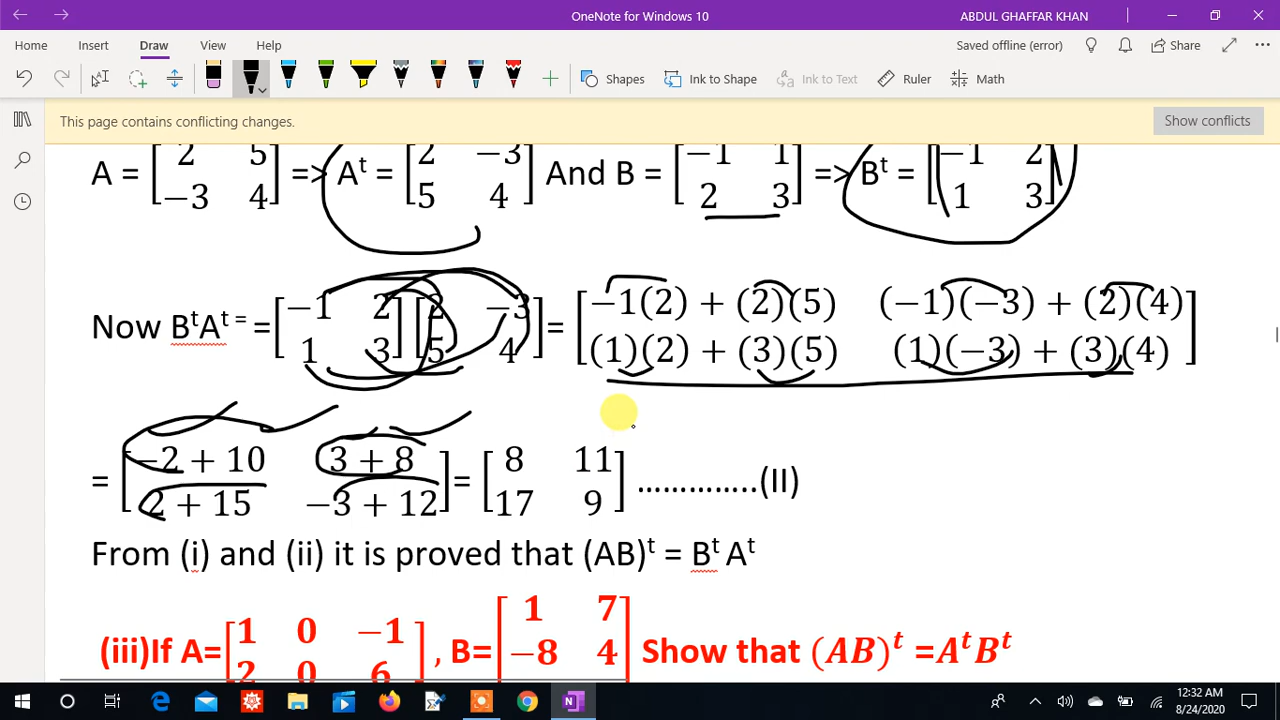 OneNote for Windows 10
ABDUL GHAFFAR KHAN
Home Insert Draw View Help
Saved offline (error)
Share
Shapes
Ink to Shape
Ink to Text
Ruler
Math
This page contains conflicting changes.
Show conflicts
A = [2 5; −3 4] => Aᵗ = [2 −3; 5 4] And B = [−1 1; 2 3] => Bᵗ = [−1 2; 1 3]
Now BᵗAᵗ = = [−1 2; 1 3][2 −3; 5 4] = [−1(2) + (2)(5) (−1)(−3) + (2)(4); (1)(2) + (3)(5) (1)(−3) + (3)(4)]
= [−2 + 10 3 + 8; 2 + 15 −3 + 12] = [8 11; 17 9] ..............(II)
From (i) and (ii) it is proved that (AB)ᵗ = Bᵗ Aᵗ
(iii)If A=[1 0 −1; 2 0 6] , B=[1 7; −8 4] Show that (AB)ᵗ =AᵗBᵗ
12:32 AM
8/24/2020